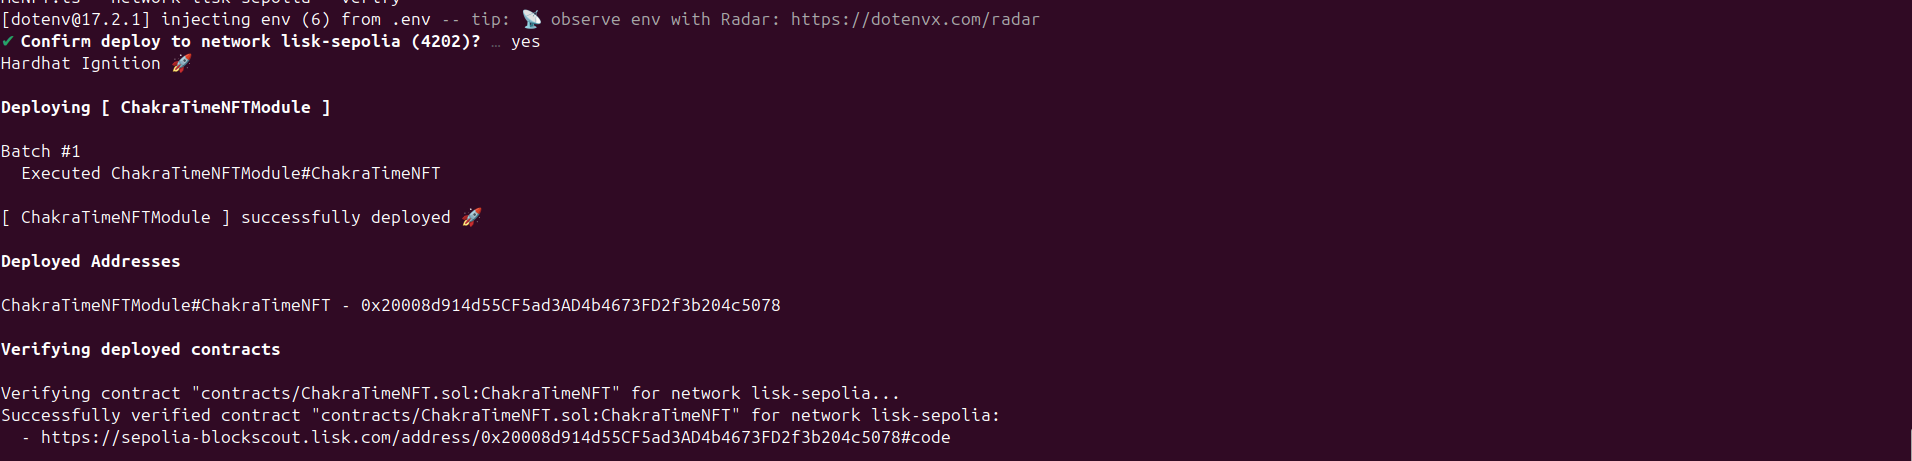 [dotenv@17.2.1] injecting env (6) from .env -- tip: 📡 observe env with Radar: https://dotenvx.com/radar
✔ Confirm deploy to network lisk-sepolia (4202)? … yes
Hardhat Ignition 🚀
Deploying [ ChakraTimeNFTModule ]
Batch #1
Executed ChakraTimeNFTModule#ChakraTimeNFT
[ ChakraTimeNFTModule ] successfully deployed 🚀
Deployed Addresses
ChakraTimeNFTModule#ChakraTimeNFT - 0x20008d914d55CF5ad3AD4b4673FD2f3b204c5078
Verifying deployed contracts
Verifying contract "contracts/ChakraTimeNFT.sol:ChakraTimeNFT" for network lisk-sepolia...
Successfully verified contract "contracts/ChakraTimeNFT.sol:ChakraTimeNFT" for network lisk-sepolia:
- https://sepolia-blockscout.lisk.com/address/0x20008d914d55CF5ad3AD4b4673FD2f3b204c5078#code